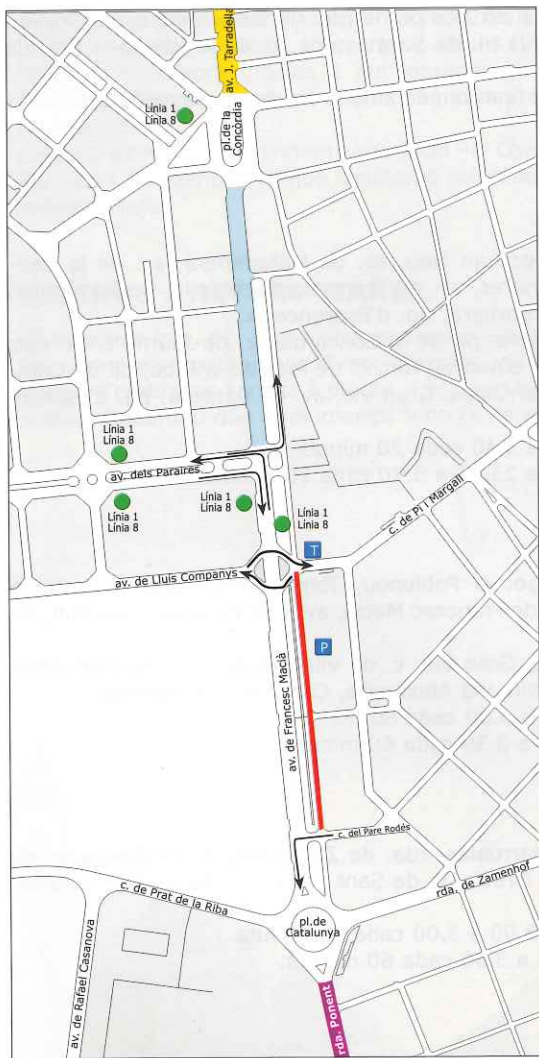 av. J. Tarradella
Línia 1
Línia 8
pl.de la
Concòrdia
Línia 1
Línia 8
av. dels Paraires
Línia 1
Línia 8
Línia 1
Línia 8
Línia 1
Línia 8
c. de Pi i Margall
T
av. de Lluis Companys
P
av. de Francesc Macià
c. del Pare Rodés
rda. de Zamenhof
c. de Prat de la Riba
pl.de
Catalunya
av. de Rafael Casanova
rda. Ponent